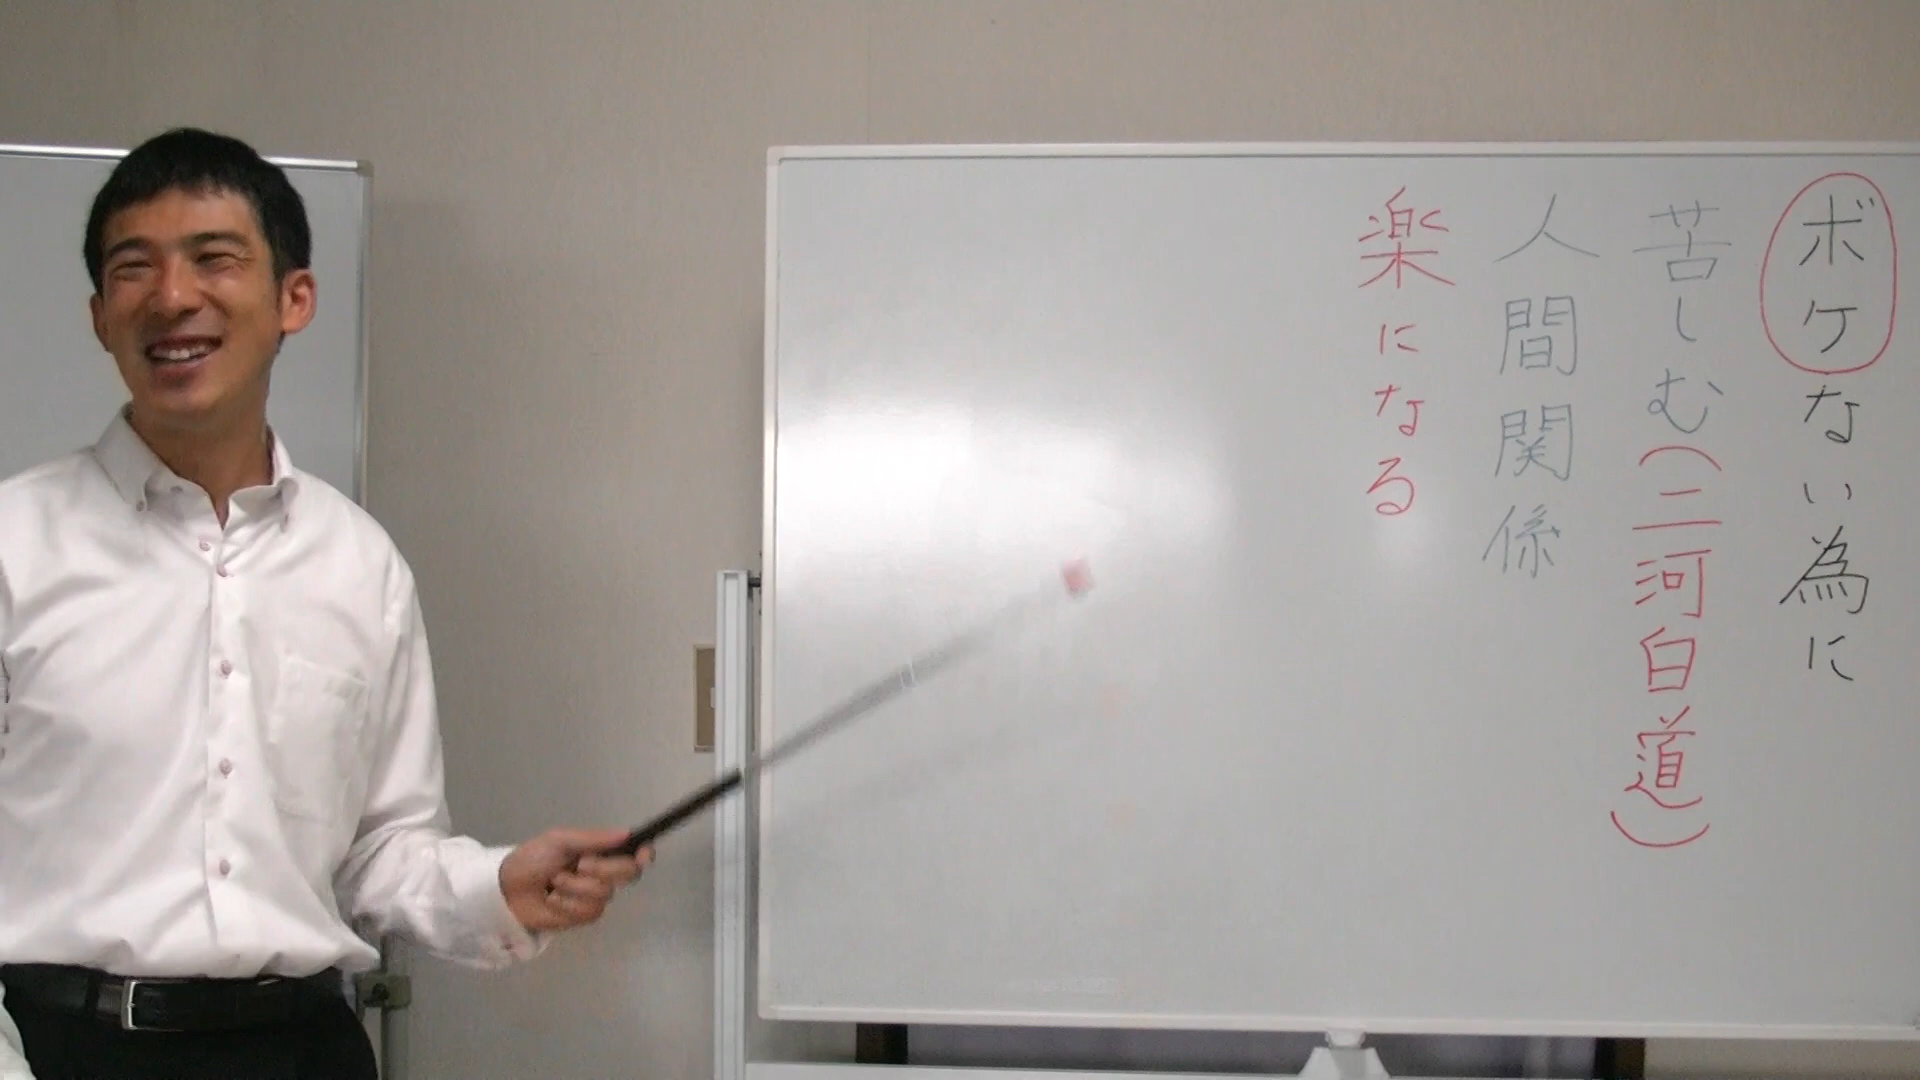 ボケない為に
苦しむ(二河白道)
人間関係
楽になる